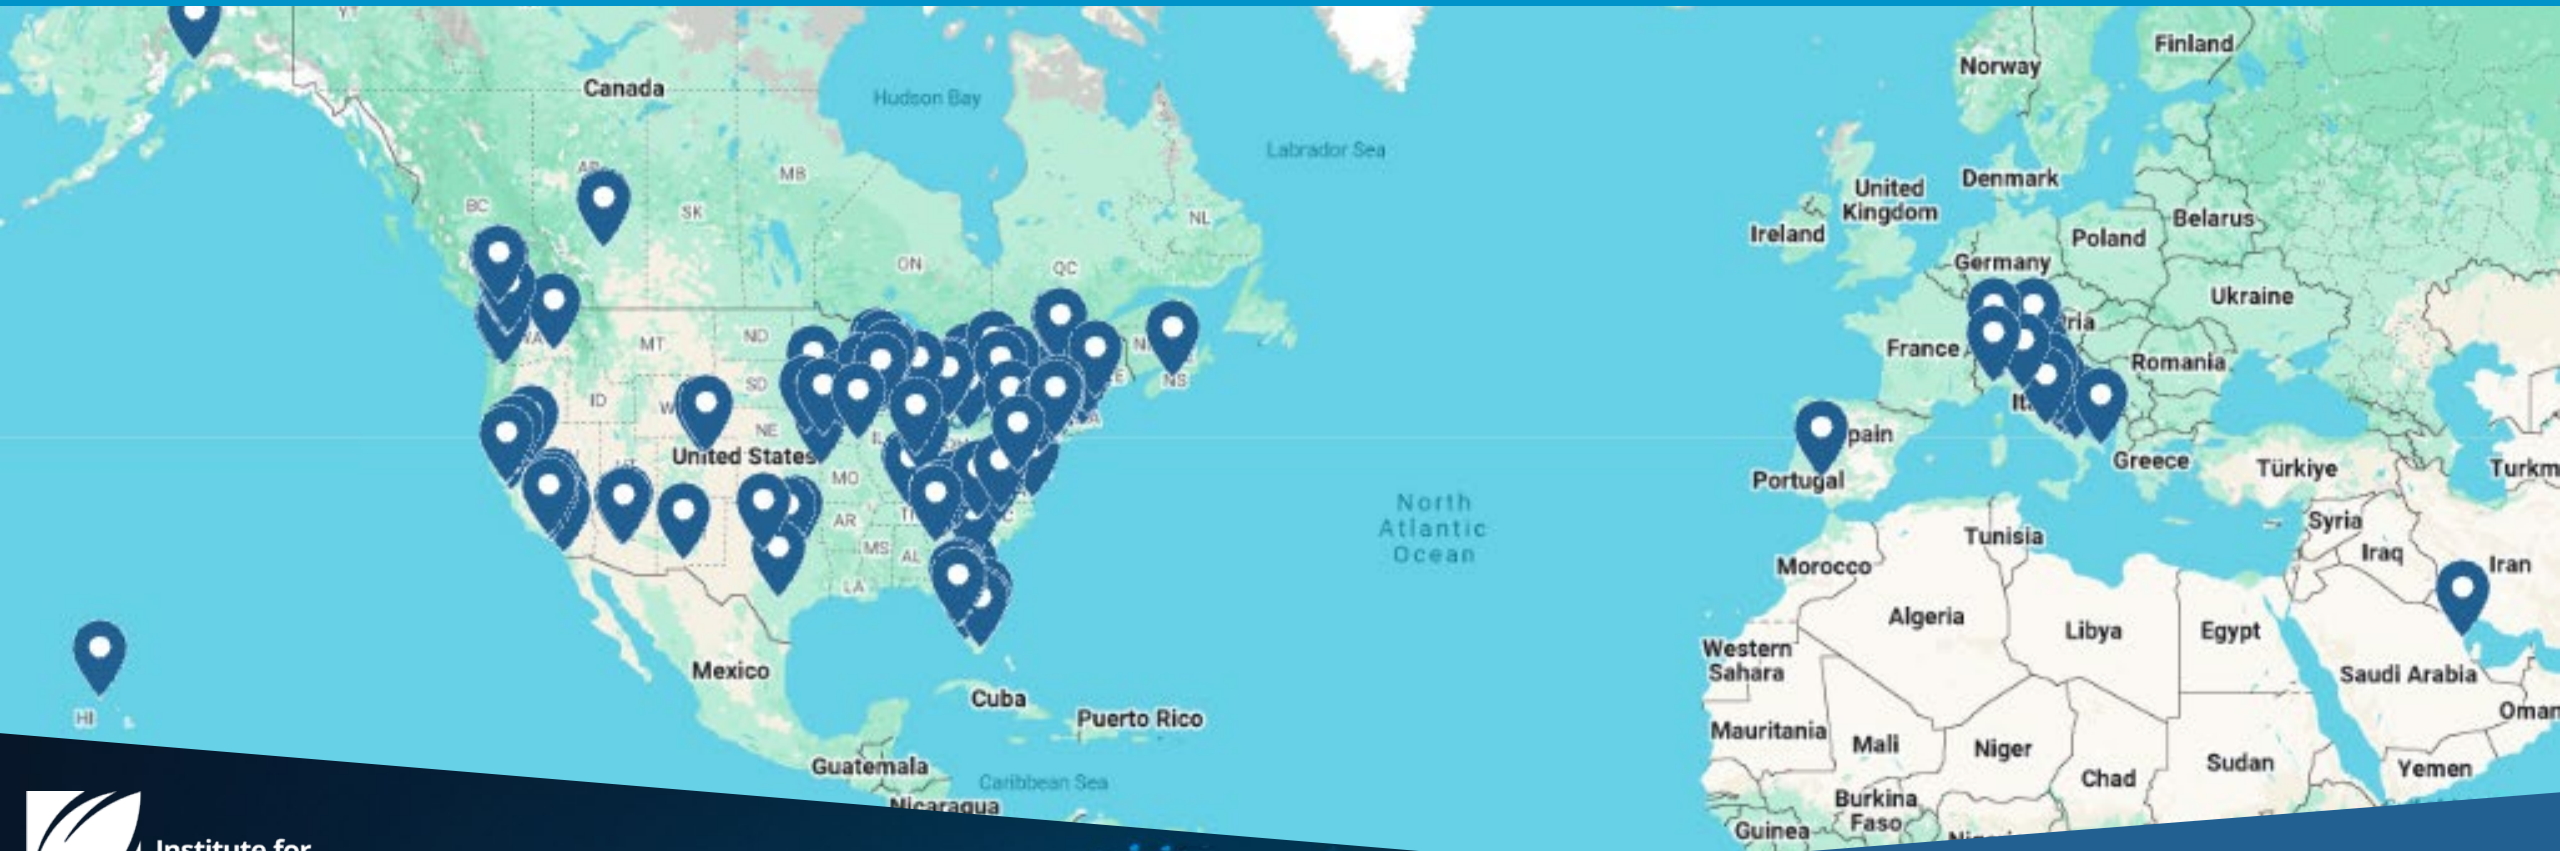 YT
Canada
Hudson Bay
Labrador Sea
BC
AB
SK
MB
ON
QC
NL
NS
MT
ND
SD
ID
NE
United States
MO
AR
MS
AL
LA
HI
Mexico
Cuba
Puerto Rico
Guatemala
Caribbean Sea
Nicaragua
North
Atlantic
Ocean
Norway
Finland
Denmark
United
Kingdom
Ireland
Belarus
Poland
Germany
Ukraine
France
Romania
Portugal
Greece
Türkiye
Syria
Iraq
Iran
Tunisia
Morocco
Algeria
Libya
Egypt
Western
Sahara
Saudi Arabia
Oman
Mauritania
Mali
Niger
Chad
Sudan
Yemen
Burkina
Faso
Guinea
Institute for